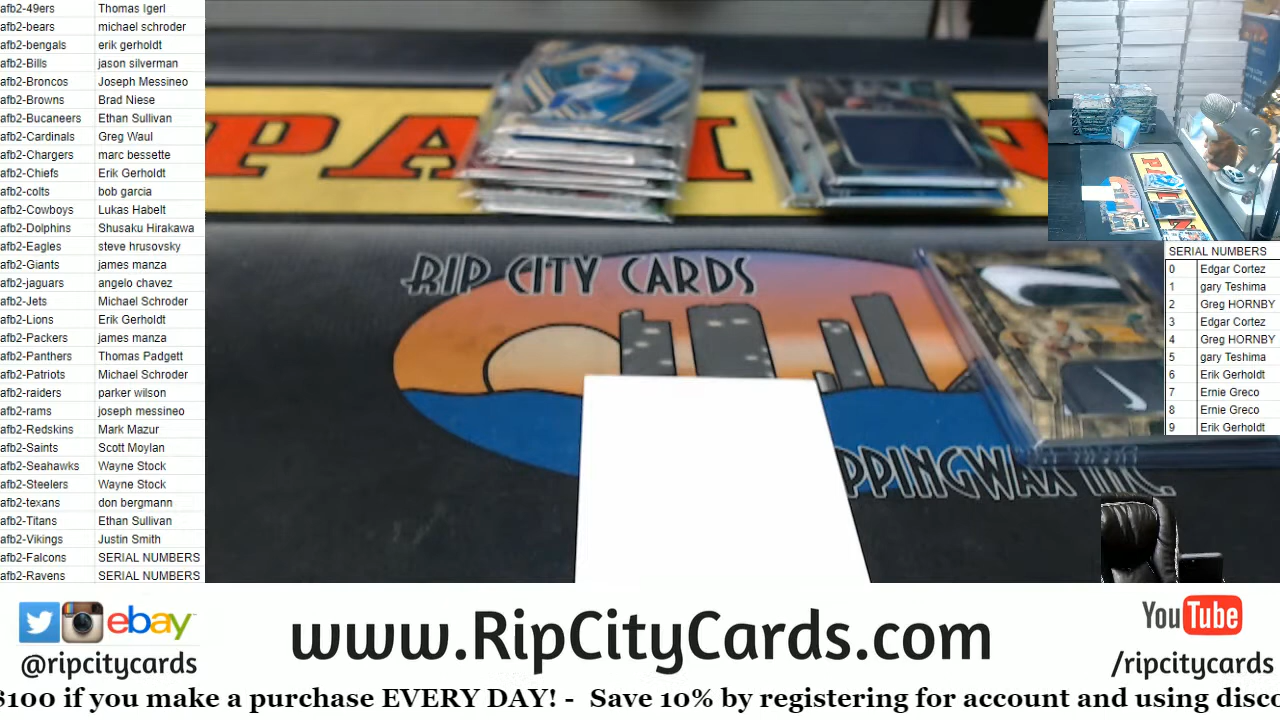 afb2-49ers Thomas Igerl
afb2-bears michael schroder
afb2-bengals erik gerholdt
afb2-Bills jason silverman
afb2-Broncos Joseph Messineo
afb2-Browns Brad Niese
afb2-Bucaneers Ethan Sullivan
afb2-Cardinals Greg Waul
afb2-Chargers marc bessette
afb2-Chiefs Erik Gerholdt
afb2-colts bob garcia
afb2-Cowboys Lukas Habelt
afb2-Dolphins Shusaku Hirakawa
afb2-Eagles steve hrusovsky
afb2-Giants james manza
afb2-jaguars angelo chavez
afb2-Jets Michael Schroder
afb2-Lions Erik Gerholdt
afb2-Packers james manza
afb2-Panthers Thomas Padgett
afb2-Patriots Michael Schroder
afb2-raiders parker wilson
afb2-rams joseph messineo
afb2-Redskins Mark Mazur
afb2-Saints Scott Moylan
afb2-Seahawks Wayne Stock
afb2-Steelers Wayne Stock
afb2-texans don bergmann
afb2-Titans Ethan Sullivan
afb2-Vikings Justin Smith
afb2-Falcons SERIAL NUMBERS
afb2-Ravens SERIAL NUMBERS
PA I
RIP CITY CARDS
PPINGWAX INC.
SERIAL NUMBERS
0 Edgar Cortez
1 gary Teshima
2 Greg HORNBY
3 Edgar Cortez
4 Greg HORNBY
5 gary Teshima
6 Erik Gerholdt
7 Ernie Greco
8 Ernie Greco
9 Erik Gerholdt
ebay
@ripcitycards
www.RipCityCards.com
YouTube
/ripcitycards
$100 if you make a purchase EVERY DAY! - Save 10% by registering for account and using disco